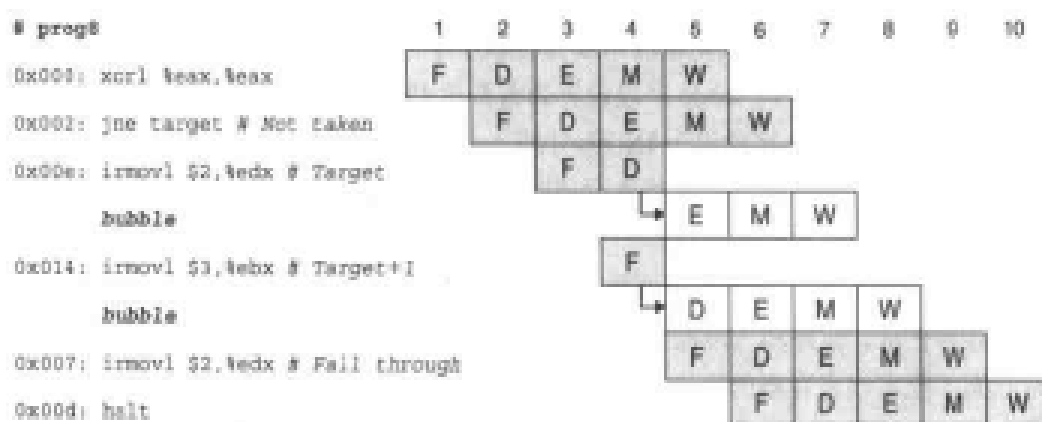 # prog8 1 2 3 4 5 6 7 8 9 10
0x000: xorl %eax,%eax F D E M W
0x002: jne target # Not taken F D E M W
0x00e: irmovl $2,%edx # Target F D
bubble E M W
0x014: irmovl $3,%ebx # Target+1 F
bubble D E M W
0x007: irmovl $2,%edx # Fall through F D E M W
0x00d: halt F D E M W